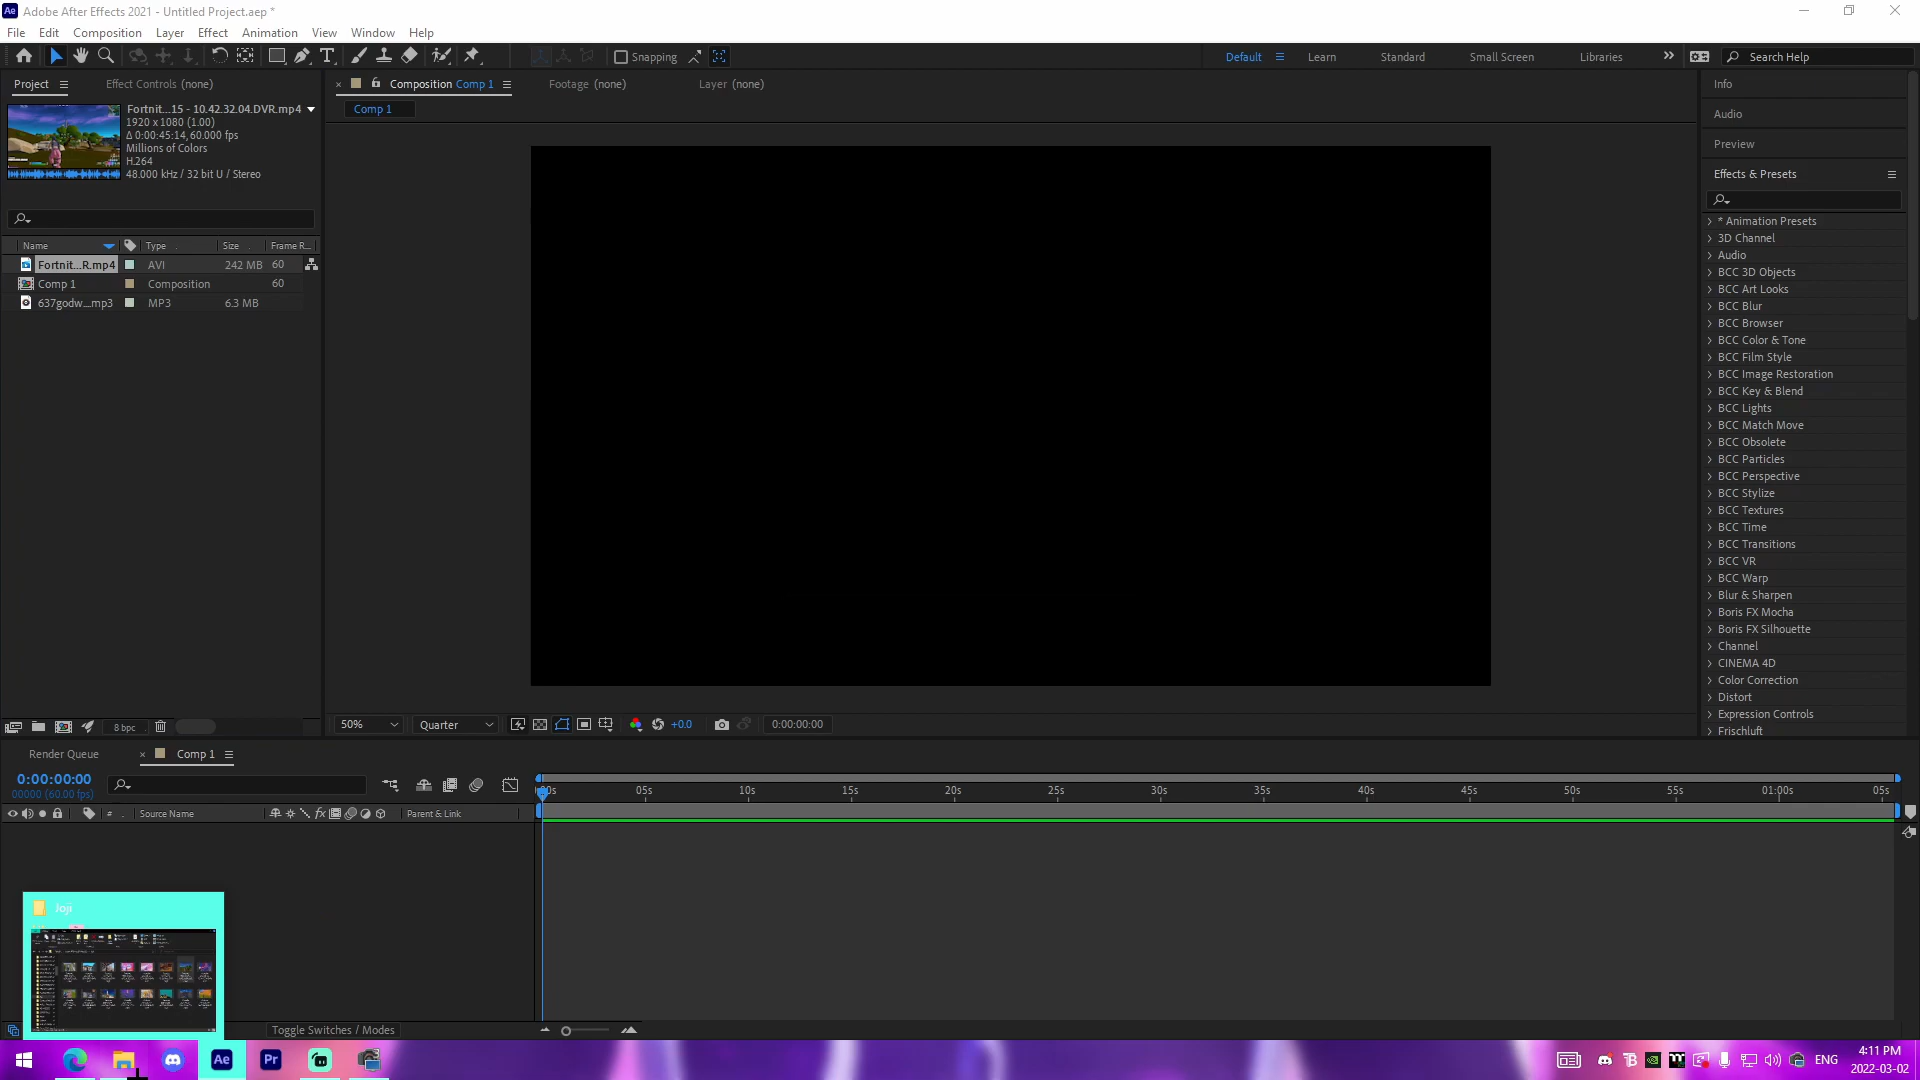 Adobe After Effects 2021 - Untitled Project.aep *
File Edit Composition Layer Effect Animation View Window Help
Snapping
Default Learn Standard Small Screen Libraries Search Help
Project Effect Controls (none)
Composition Comp 1 Footage (none) Layer (none)
Comp 1
Fortnit...15 - 10.42.32.04.DVR.mp4
1920 x 1080 (1.00)
Δ 0:00:45:14, 60.000 fps
Millions of Colors
H.264
48.000 kHz / 32 bit U / Stereo
Name Type Size Frame R...
Fortnit...R.mp4 AVI 242 MB 60
Comp 1 Composition 60
637godw....mp3 MP3 6.3 MB
8 bpc
50% Quarter +0.0 0:00:00:00
Info
Audio
Preview
Effects & Presets
* Animation Presets
3D Channel
Audio
BCC 3D Objects
BCC Art Looks
BCC Blur
BCC Browser
BCC Color & Tone
BCC Film Style
BCC Image Restoration
BCC Key & Blend
BCC Lights
BCC Match Move
BCC Obsolete
BCC Particles
BCC Perspective
BCC Stylize
BCC Textures
BCC Time
BCC Transitions
BCC VR
BCC Warp
Blur & Sharpen
Boris FX Mocha
Boris FX Silhouette
Channel
CINEMA 4D
Color Correction
Distort
Expression Controls
Frischluft
Render Queue Comp 1
0:00:00:00
00000 (60.00 fps)
# Source Name Parent & Link
05s 10s 15s 20s 25s 30s 35s 40s 45s 50s 55s 01:00s 05s
Joji
Toggle Switches / Modes
Ae Pr
ENG
4:11 PM
2022-03-02